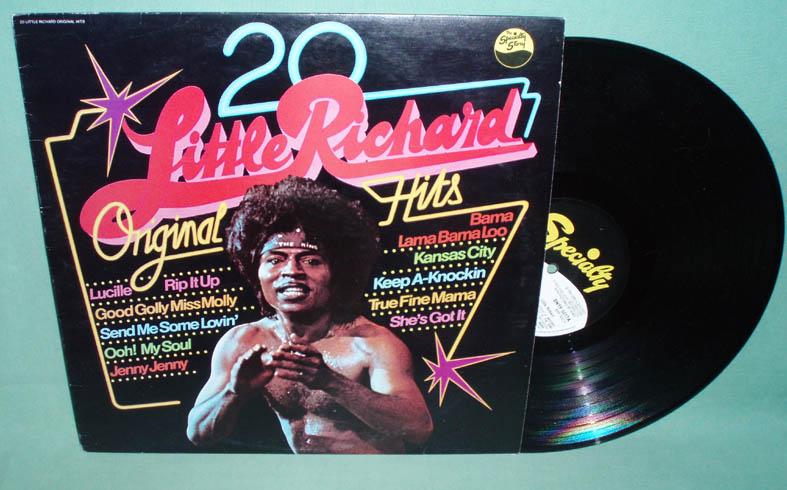 20 LITTLE RICHARD ORIGINAL HITS
The
Specialty
Story
20
Little Richard
Original Hits
Lucille Rip It Up
Good Golly Miss Molly
Send Me Some Lovin'
Ooh! My Soul
Jenny Jenny
Bama
Lama Bama Loo
Kansas City
Keep A-Knockin
True Fine Mama
She's Got It
THE KING
Specialty